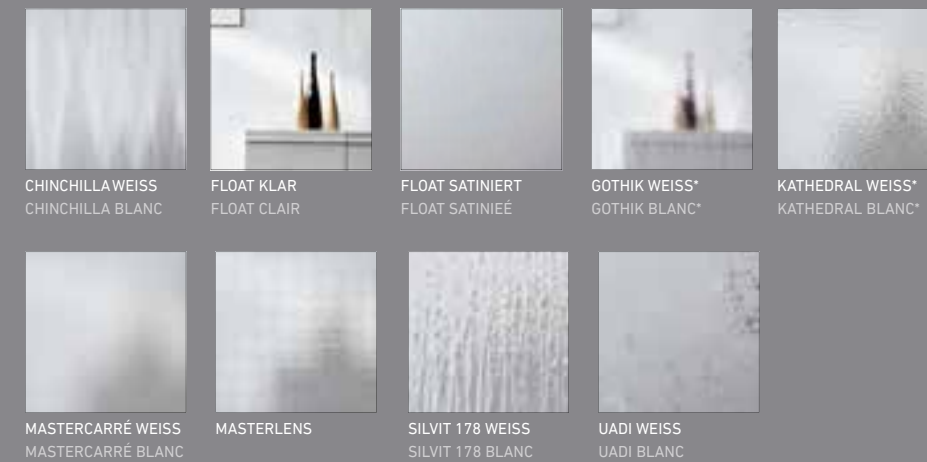 CHINCHILLA WEISS
CHINCHILLA BLANC
FLOAT KLAR
FLOAT CLAIR
FLOAT SATINIERT
FLOAT SATINIEÉ
GOTHIK WEISS*
GOTHIK BLANC*
KATHEDRAL WEISS*
KATHEDRAL BLANC*
MASTERCARRÉ WEISS
MASTERCARRÉ BLANC
MASTERLENS
SILVIT 178 WEISS
SILVIT 178 BLANC
UADI WEISS
UADI BLANC